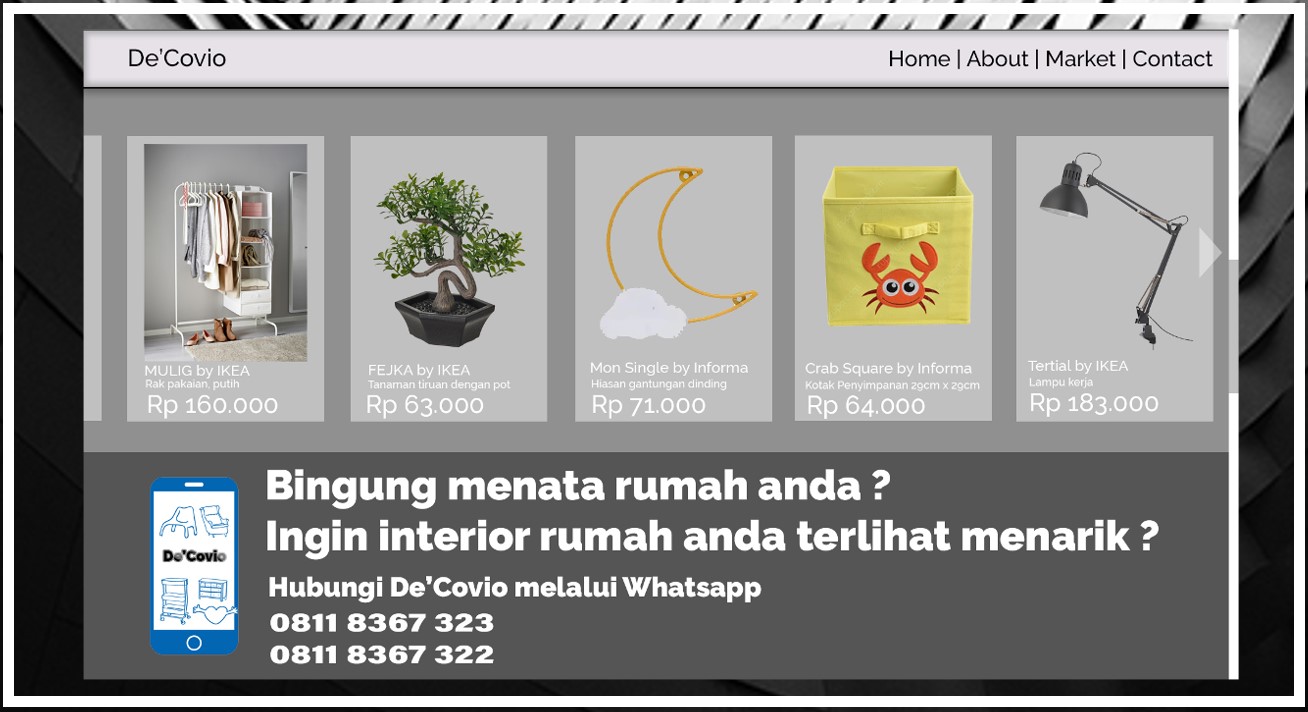 De'Covio
Home | About | Market | Contact
MULIG by IKEA
Rak pakaian, putih
Rp 160.000
FEJKA by IKEA
Tanaman tiruan dengan pot
Rp 63.000
Mon Single by Informa
Hiasan gantungan dinding
Rp 71.000
Crab Square by Informa
Kotak Penyimpanan 29cm x 29cm
Rp 64.000
Tertial by IKEA
Lampu kerja
Rp 183.000
De'Covio
Bingung menata rumah anda ?
Ingin interior rumah anda terlihat menarik ?
Hubungi De'Covio melalui Whatsapp
0811 8367 323
0811 8367 322